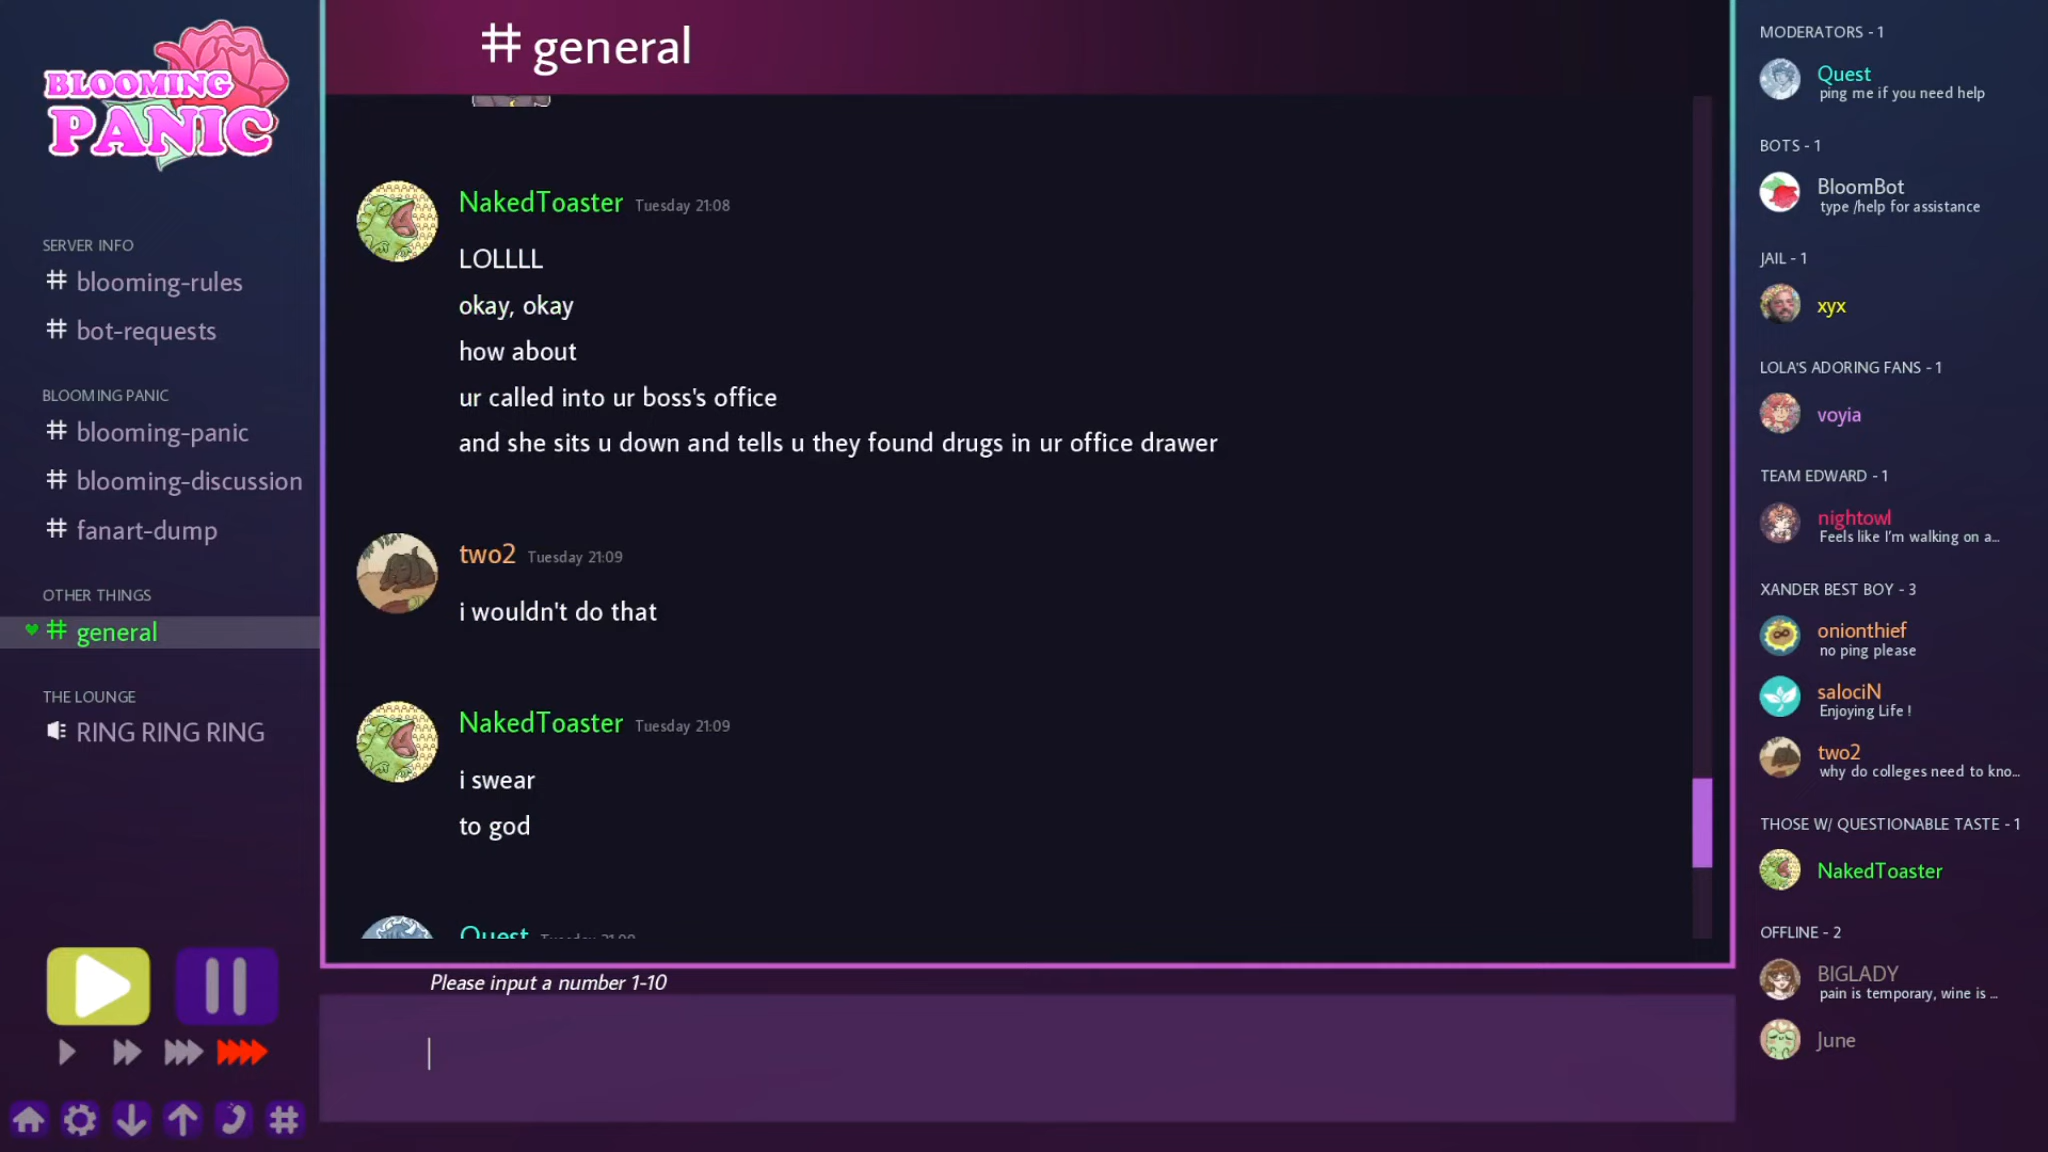 BLOOMING
PANIC
SERVER INFO
# blooming-rules
# bot-requests
BLOOMING PANIC
# blooming-panic
# blooming-discussion
# fanart-dump
OTHER THINGS
# general
THE LOUNGE
RING RING RING
# general
NakedToaster Tuesday 21:08
LOLLLL
okay, okay
how about
ur called into ur boss's office
and she sits u down and tells u they found drugs in ur office drawer
two2 Tuesday 21:09
i wouldn't do that
NakedToaster Tuesday 21:09
i swear
to god
Quest Tuesday 21:09
Please input a number 1-10
MODERATORS - 1
Quest
ping me if you need help
BOTS - 1
BloomBot
type /help for assistance
JAIL - 1
xyx
LOLA'S ADORING FANS - 1
voyia
TEAM EDWARD - 1
nightowl
Feels like I'm walking on a...
XANDER BEST BOY - 3
onionthief
no ping please
salociN
Enjoying Life !
two2
why do colleges need to kno...
THOSE W/ QUESTIONABLE TASTE - 1
NakedToaster
OFFLINE - 2
BIGLADY
pain is temporary, wine is ...
June